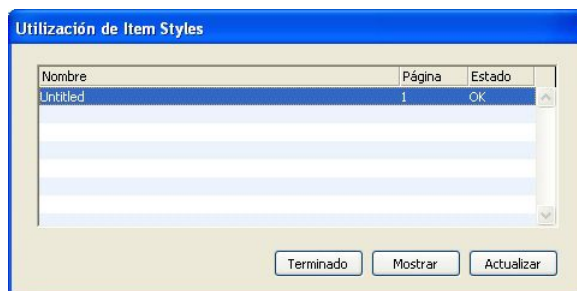 Utilización de Item Styles
Nombre Página Estado
Untitled 1 OK
Terminado Mostrar Actualizar